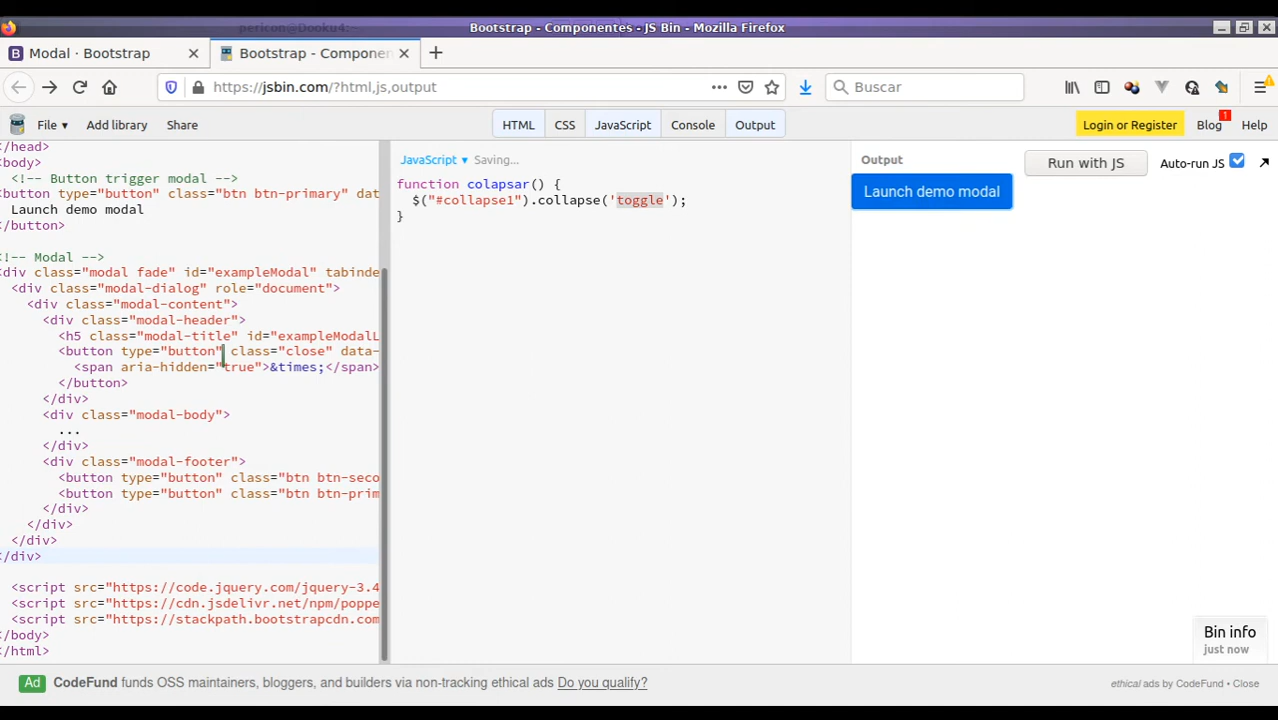 pericon@Dooku4:~
Bootstrap - Componentes - JS Bin - Mozilla Firefox
Modal · Bootstrap
Bootstrap - Componen
https://jsbin.com/?html,js,output
Buscar
File
Add library
Share
HTML
CSS
JavaScript
Console
Output
Login or Register
Blog
1
Help
</head>
<body>
<!-- Button trigger modal -->
<button type="button" class="btn btn-primary" dat
Launch demo modal
</button>
<!-- Modal -->
<div class="modal fade" id="exampleModal" tabinde
<div class="modal-dialog" role="document">
<div class="modal-content">
<div class="modal-header">
<h5 class="modal-title" id="exampleModalL
<button type="button" class="close" data-
<span aria-hidden="true">&times;</span>
</button>
</div>
<div class="modal-body">
...
</div>
<div class="modal-footer">
<button type="button" class="btn btn-seco
<button type="button" class="btn btn-prim
</div>
</div>
</div>
</div>
<script src="https://code.jquery.com/jquery-3.4
<script src="https://cdn.jsdelivr.net/npm/poppe
<script src="https://stackpath.bootstrapcdn.com
</body>
</html>
JavaScript
Saving...
function colapsar() {
$("#collapse1").collapse('toggle');
}
Output
Run with JS
Auto-run JS
Launch demo modal
Bin info
just now
Ad CodeFund funds OSS maintainers, bloggers, and builders via non-tracking ethical ads Do you qualify?
ethical ads by CodeFund • Close